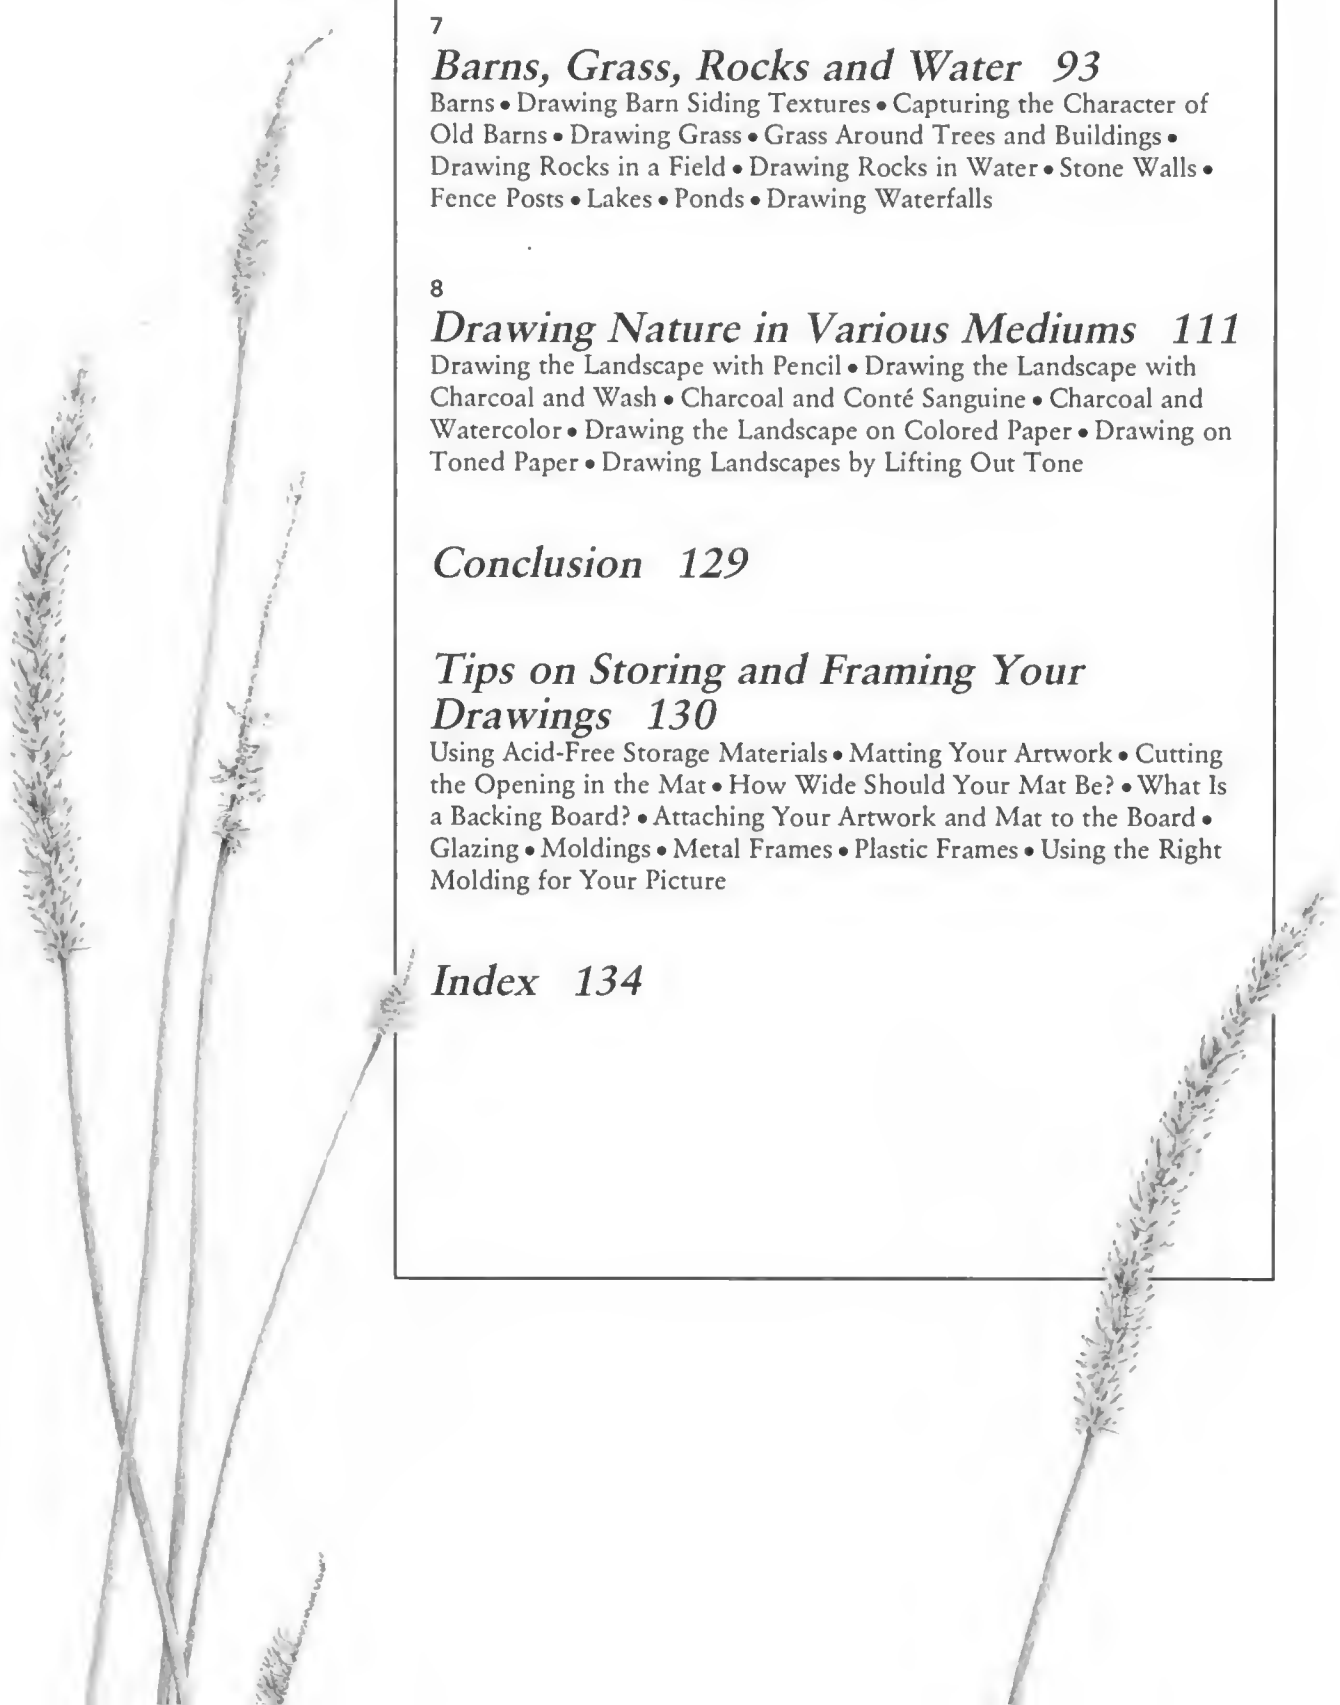 7
Barns, Grass, Rocks and Water 93
Barns • Drawing Barn Siding Textures • Capturing the Character of
Old Barns • Drawing Grass • Grass Around Trees and Buildings •
Drawing Rocks in a Field • Drawing Rocks in Water • Stone Walls •
Fence Posts • Lakes • Ponds • Drawing Waterfalls
8
Drawing Nature in Various Mediums 111
Drawing the Landscape with Pencil • Drawing the Landscape with
Charcoal and Wash • Charcoal and Conté Sanguine • Charcoal and
Watercolor • Drawing the Landscape on Colored Paper • Drawing on
Toned Paper • Drawing Landscapes by Lifting Out Tone
Conclusion 129
Tips on Storing and Framing Your
Drawings 130
Using Acid-Free Storage Materials • Matting Your Artwork • Cutting
the Opening in the Mat • How Wide Should Your Mat Be? • What Is
a Backing Board? • Attaching Your Artwork and Mat to the Board •
Glazing • Moldings • Metal Frames • Plastic Frames • Using the Right
Molding for Your Picture
Index 134